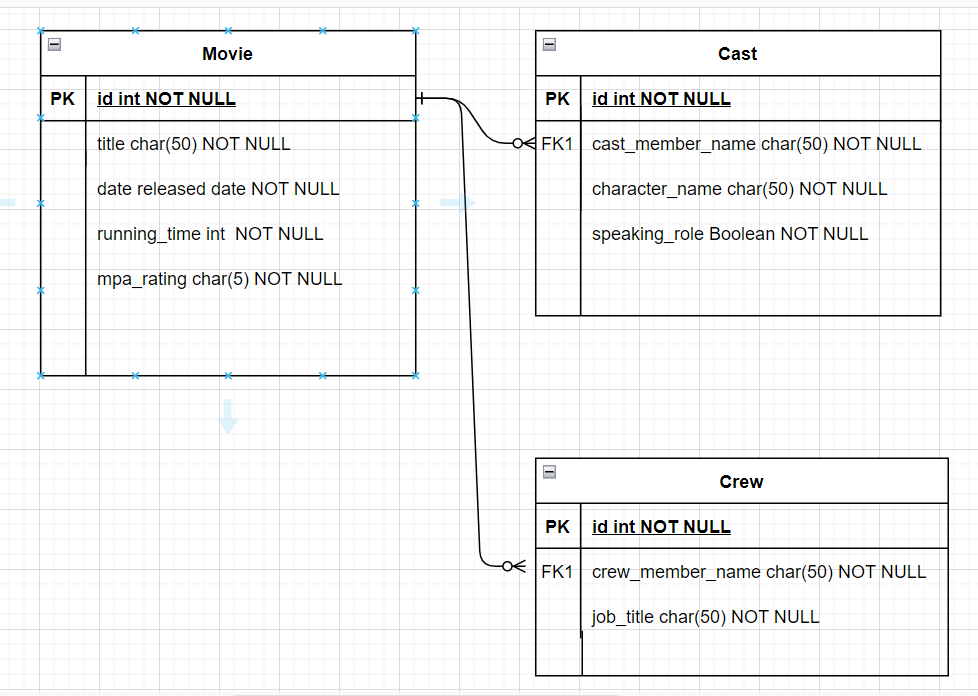 Movie
PK id int NOT NULL
title char(50) NOT NULL
date released date NOT NULL
running_time int  NOT NULL
mpa_rating char(5) NOT NULL
Cast
PK id int NOT NULL
FK1 cast_member_name char(50) NOT NULL
character_name char(50) NOT NULL
speaking_role Boolean NOT NULL
Crew
PK id int NOT NULL
FK1 crew_member_name char(50) NOT NULL
job_title char(50) NOT NULL